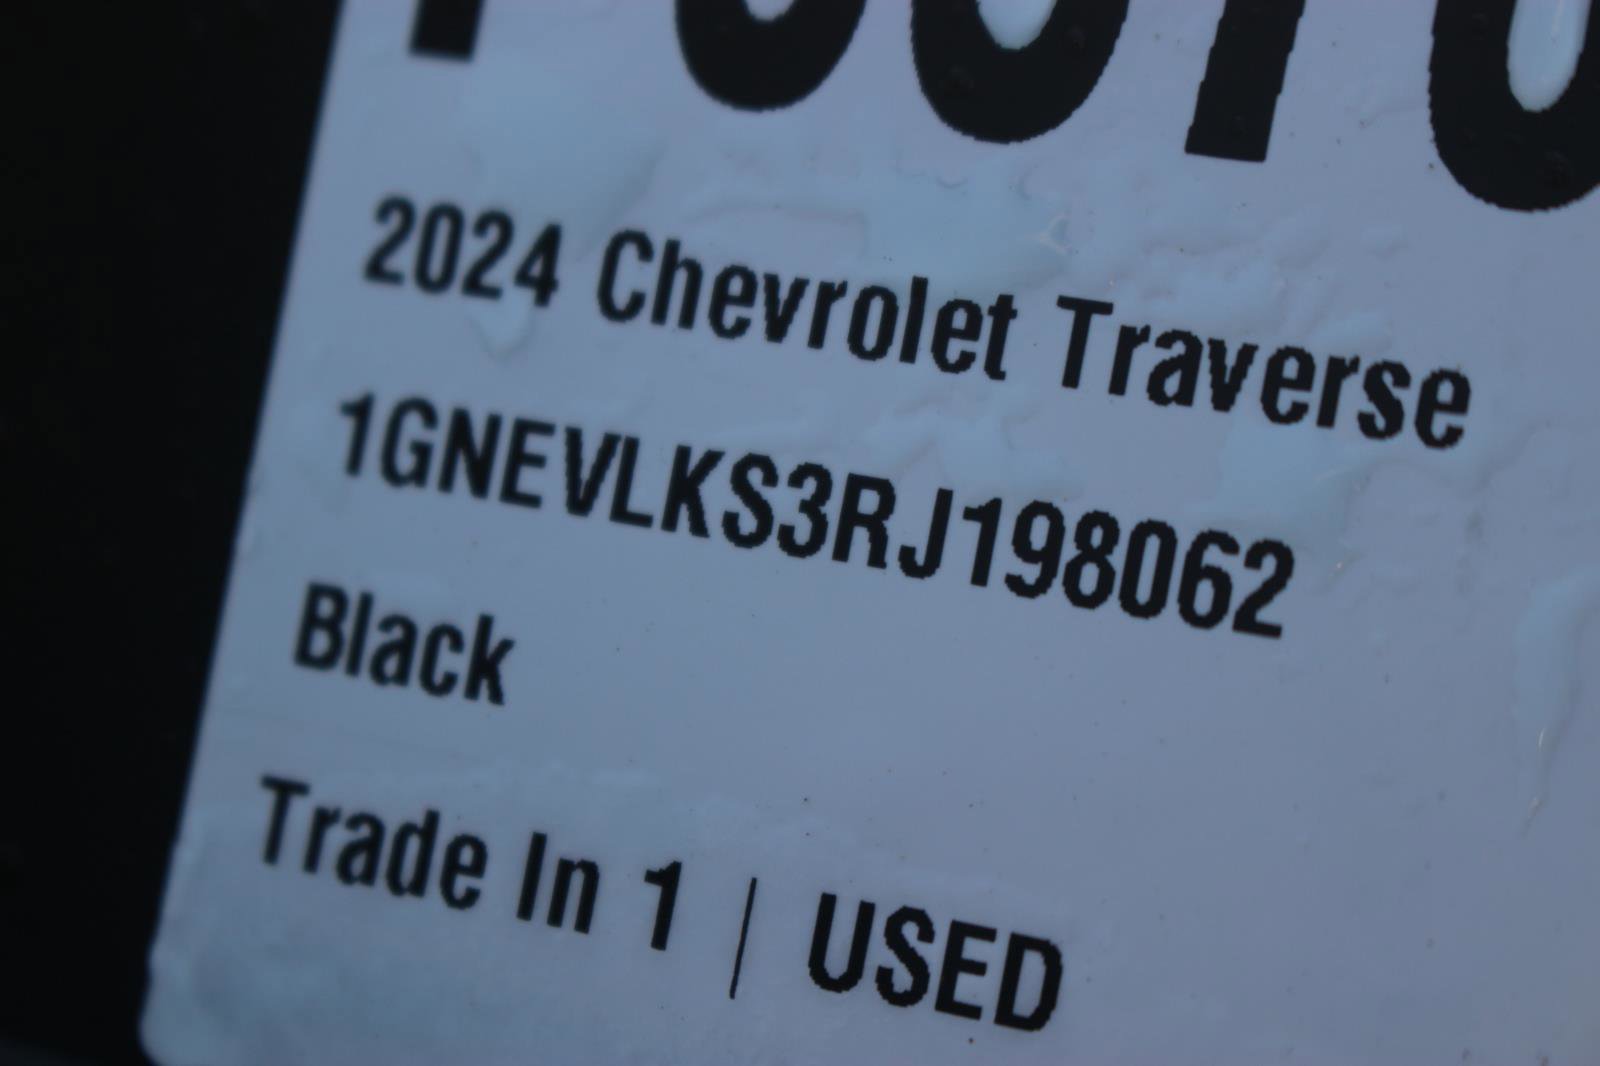 2024 Chevrolet Traverse
1GNEVLKS3RJ198062
Black
Trade In 1 | USED